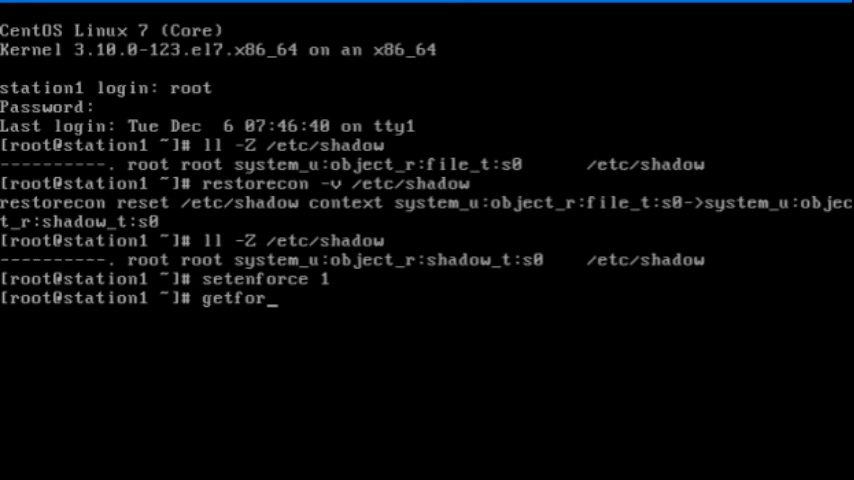 CentOS Linux 7 (Core)
Kernel 3.10.0-123.el7.x86_64 on an x86_64
station1 login: root
Password:
Last login: Tue Dec  6 07:46:40 on tty1
[root@station1 ~]# ll -Z /etc/shadow
----------. root root system_u:object_r:file_t:s0      /etc/shadow
[root@station1 ~]# restorecon -v /etc/shadow
restorecon reset /etc/shadow context system_u:object_r:file_t:s0->system_u:objec
t_r:shadow_t:s0
[root@station1 ~]# ll -Z /etc/shadow
----------. root root system_u:object_r:shadow_t:s0    /etc/shadow
[root@station1 ~]# setenforce 1
[root@station1 ~]# getfor_